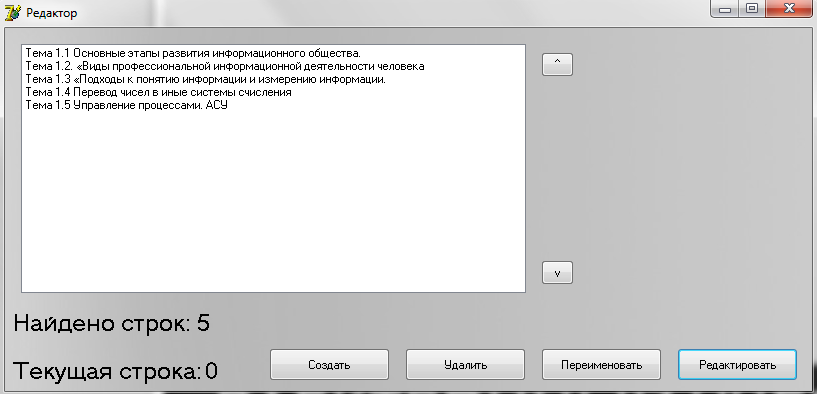 Редактор
Тема 1.1 Основные этапы развития информационного общества.
Тема 1.2. «Виды профессиональной информационной деятельности человека
Тема 1.3 «Подходы к понятию информации и измерению информации.
Тема 1.4 Перевод чисел в иные системы счисления
Тема 1.5 Управление процессами. АСУ
^
v
Найдено строк: 5
Текущая строка:0
Создать
Удалить
Переименовать
Редактировать